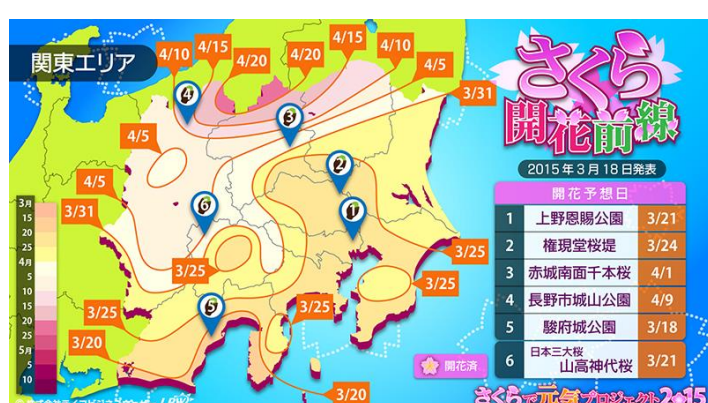 関東エリア
4/10
4/15
4/20
4/20
4/15
4/10
4/5
3/31
4/5
4/5
3/31
3/25
3/25
3/25
3/25
3/25
3/20
3/20
4
3
2
1
6
5
3月
15
20
25
4月
5
10
15
20
25
5月
5
10
さくら
開花前線
2015年3月18日発表
開花予想日
1 上野恩賜公園 3/21
2 権現堂桜堤 3/24
3 赤城南面千本桜 4/1
4 長野市城山公園 4/9
5 駿府城公園 3/18
6 日本三大桜 山高神代桜 3/21
開花済
さくらで元気プロジェクト2015